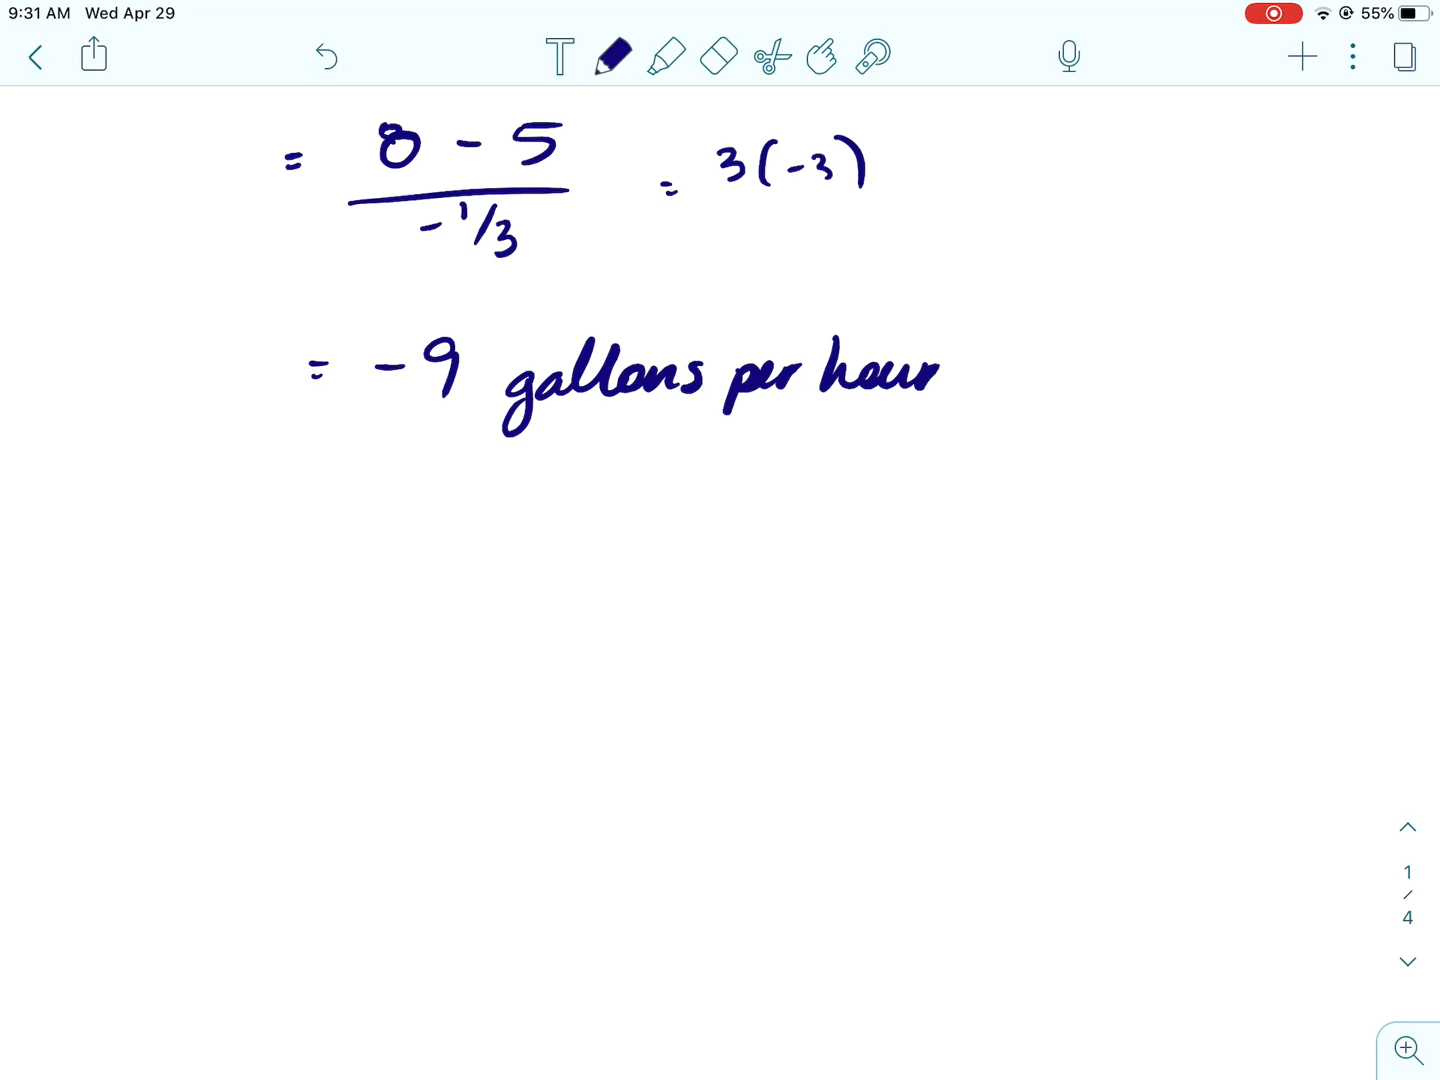 9:31 AM Wed Apr 29
55%
T
= 8 - 5 / -1/3 = 3(-3)
= -9 gallons per hour
1
/
4